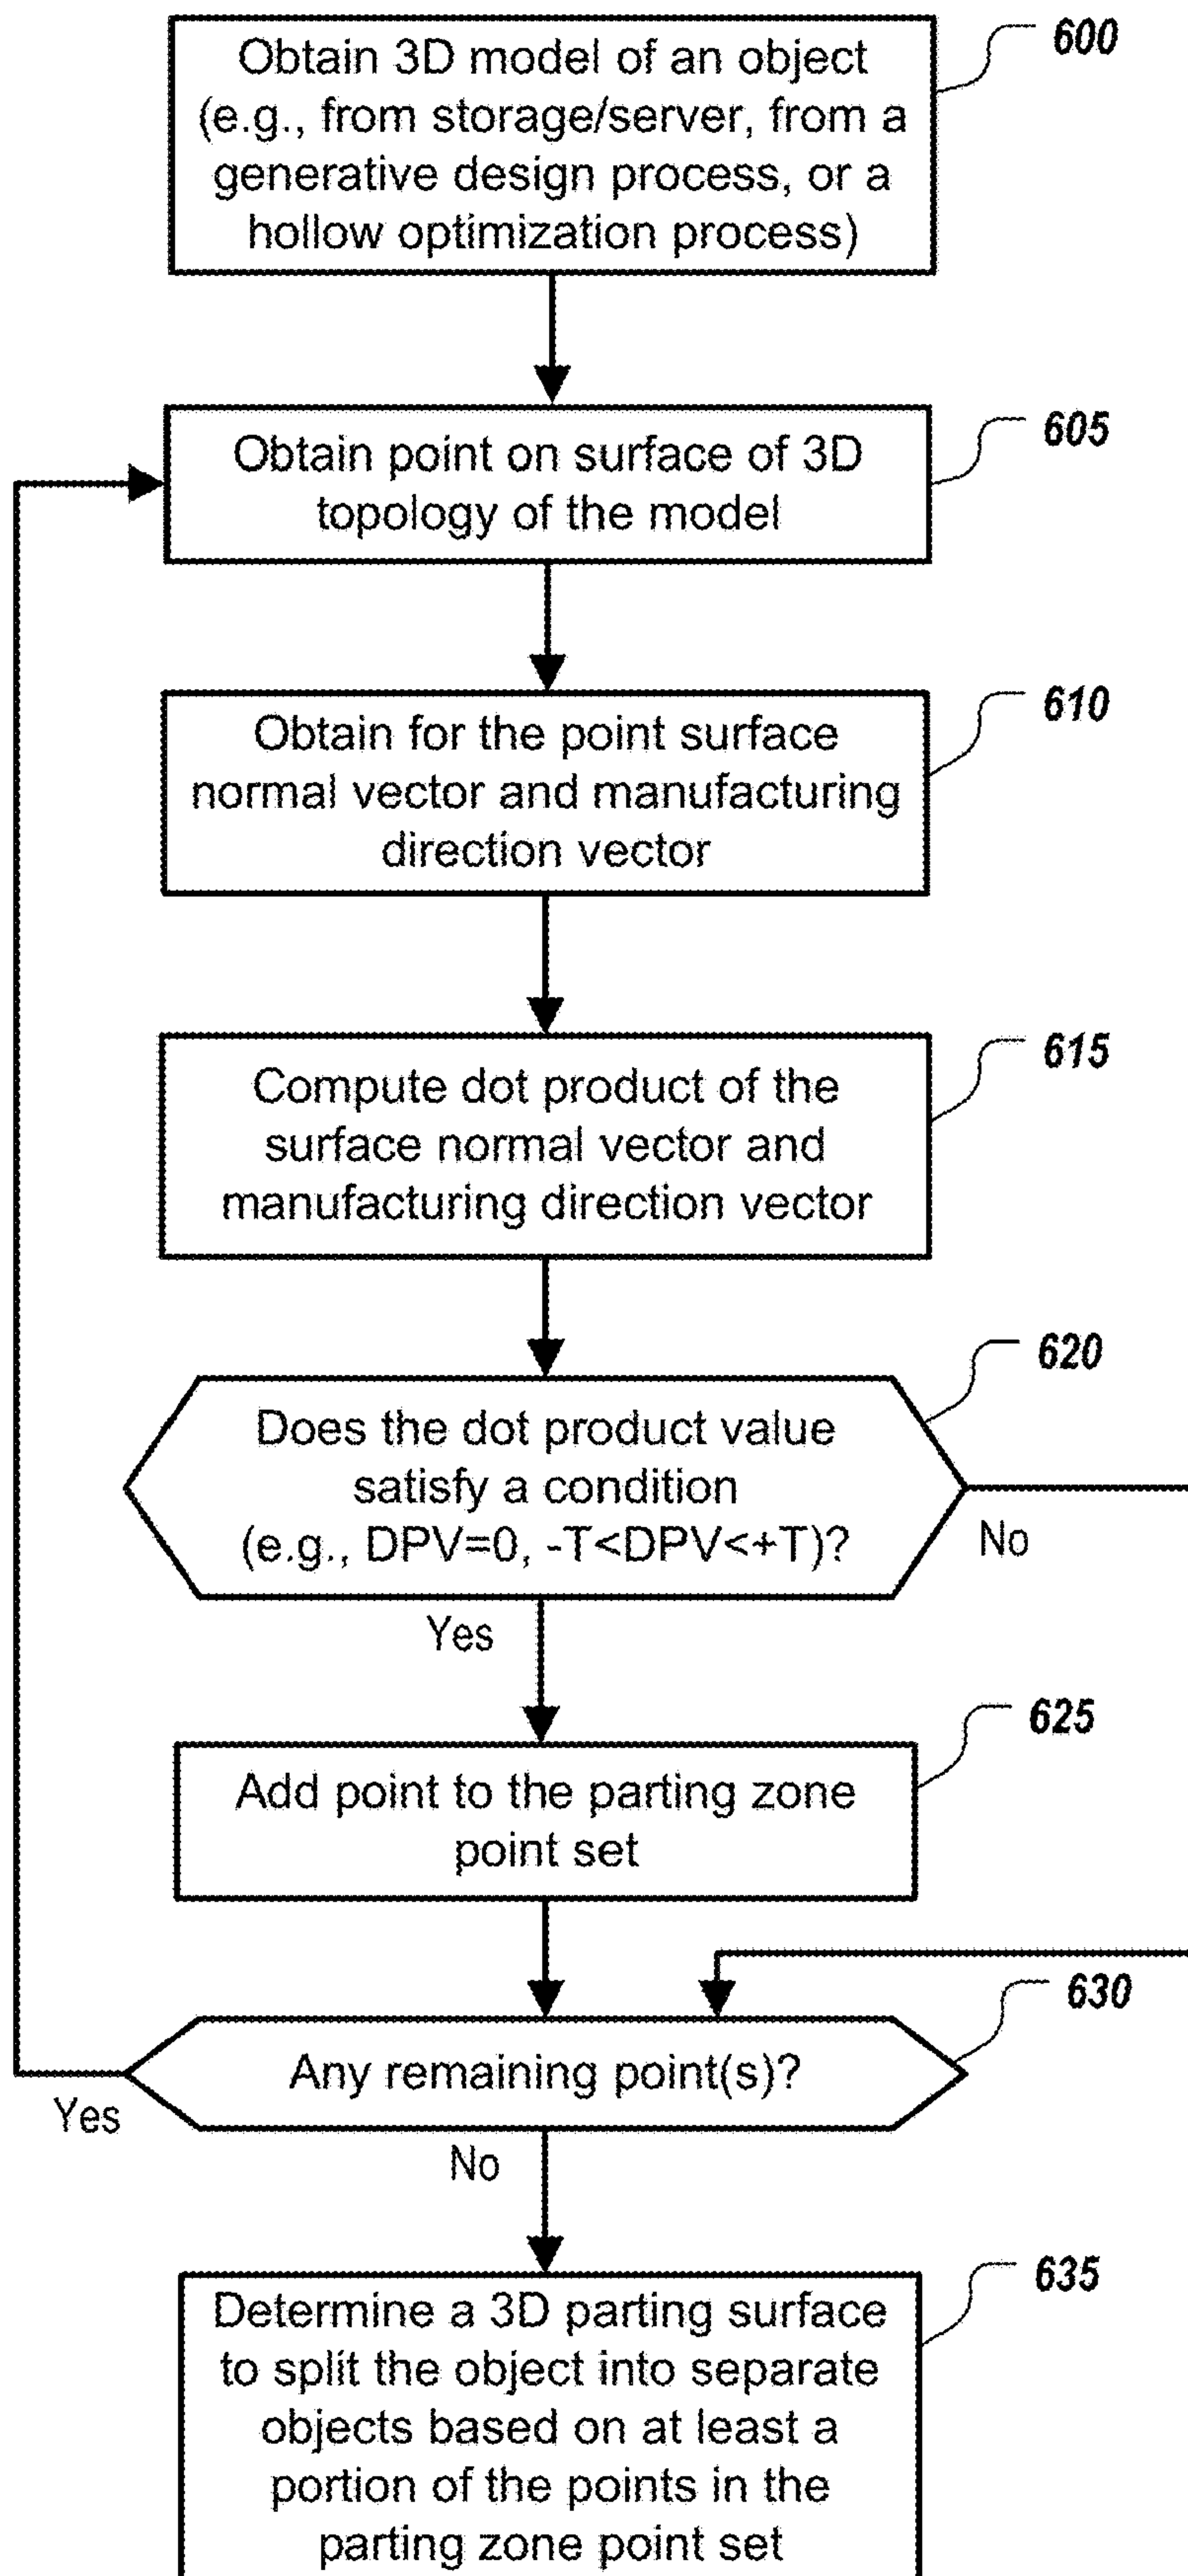 600
Obtain 3D model of an object
(e.g., from storage/server, from a
generative design process, or a
hollow optimization process)
605
Obtain point on surface of 3D
topology of the model
610
Obtain for the point surface
normal vector and manufacturing
direction vector
615
Compute dot product of the
surface normal vector and
manufacturing direction vector
620
Does the dot product value
satisfy a condition
(e.g., DPV=0, -T<DPV<+T)?
No
Yes
625
Add point to the parting zone
point set
630
Any remaining point(s)?
Yes
No
635
Determine a 3D parting surface
to split the object into separate
objects based on at least a
portion of the points in the
parting zone point set